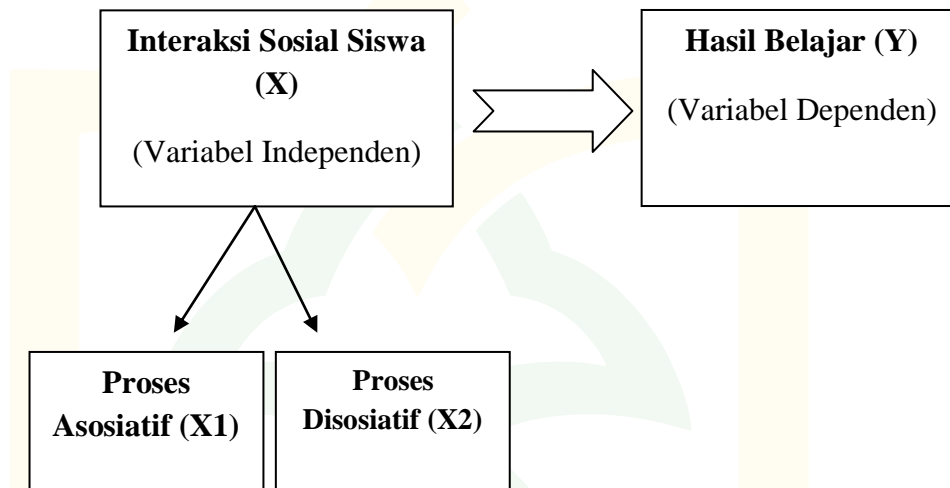 Interaksi Sosial Siswa
(X)
(Variabel Independen)
Hasil Belajar (Y)
(Variabel Dependen)
Proses
Asosiatif (X1)
Proses
Disosiatif (X2)